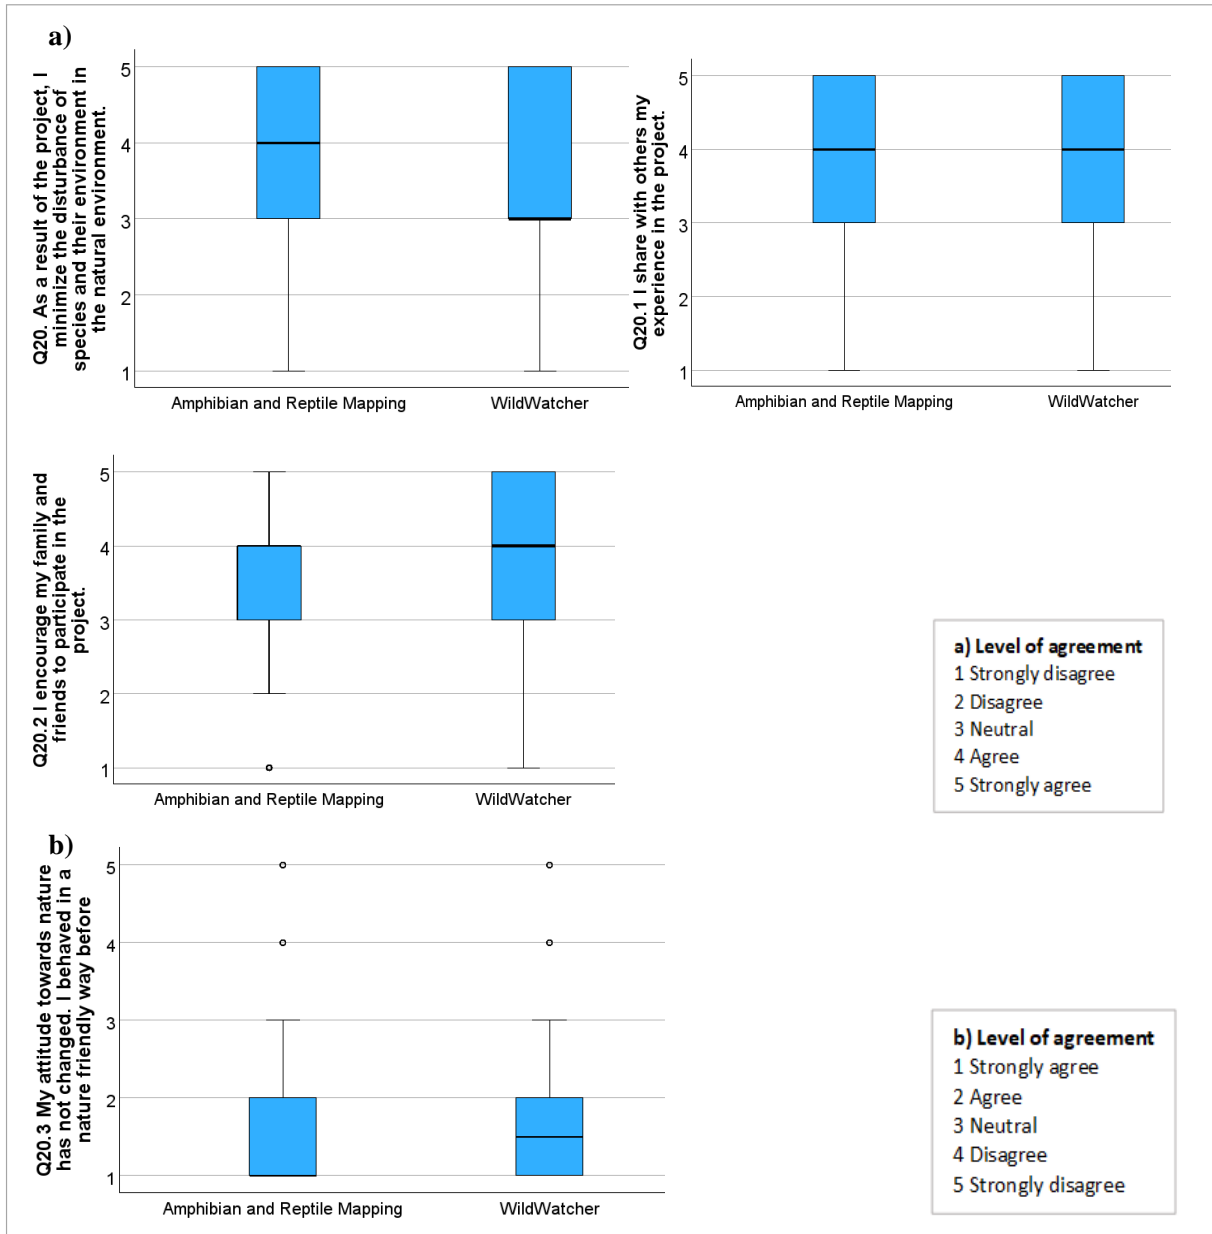 a)
Q20. As a result of the project, I
minimize the disturbance of
species and their environment in
the natural environment.
5
4
3
2
1
Amphibian and Reptile Mapping
WildWatcher
Q20.1 I share with others my
experience in the project.
5
4
3
2
1
Amphibian and Reptile Mapping
WildWatcher
Q20.2 I encourage my family and
friends to participate in the
project.
5
4
3
2
1
Amphibian and Reptile Mapping
WildWatcher
a) Level of agreement
1 Strongly disagree
2 Disagree
3 Neutral
4 Agree
5 Strongly agree
b)
Q20.3 My attitude towards nature
has not changed. I behaved in a
nature friendly way before
5
4
3
2
1
Amphibian and Reptile Mapping
WildWatcher
b) Level of agreement
1 Strongly agree
2 Agree
3 Neutral
4 Disagree
5 Strongly disagree